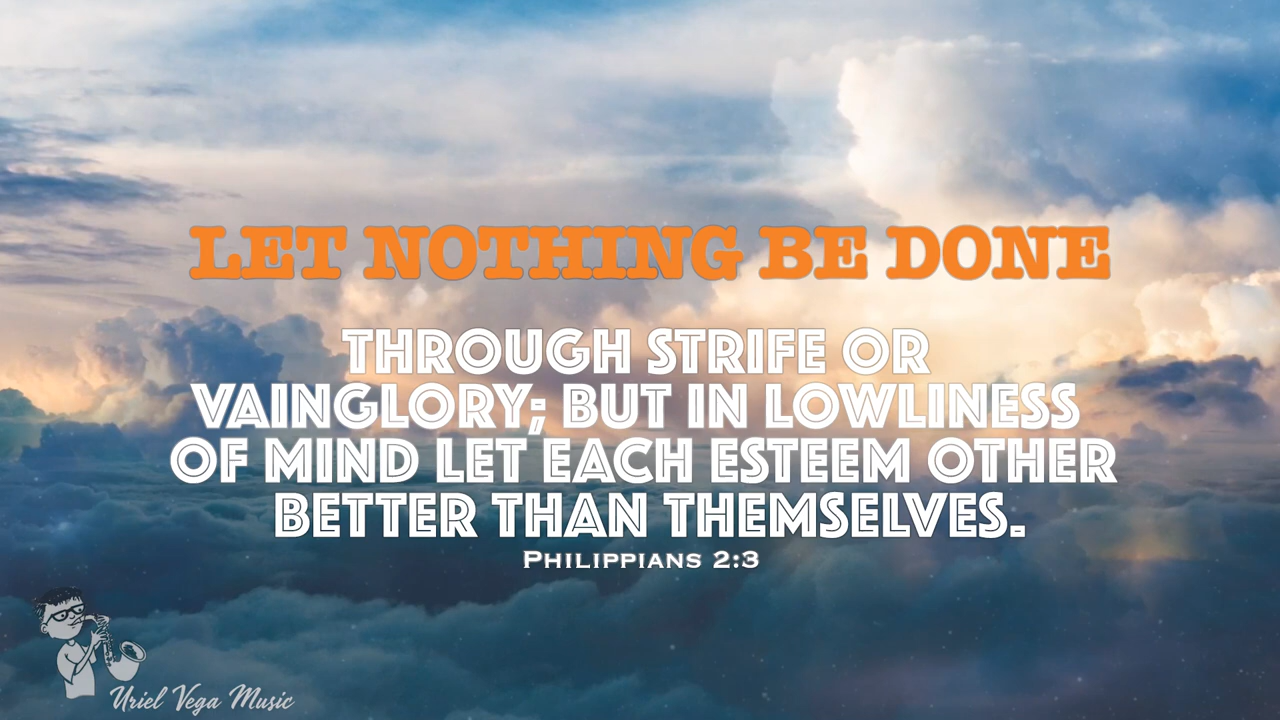 LET NOTHING BE DONE
THROUGH STRIFE OR
VAINGLORY; BUT IN LOWLINESS
OF MIND LET EACH ESTEEM OTHER
BETTER THAN THEMSELVES.
PHILIPPIANS 2:3
Uriel Vega Music